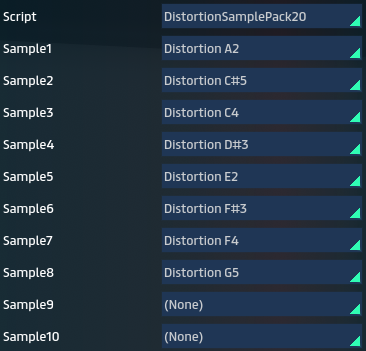 Script DistortionSamplePack20
Sample1 Distortion A2
Sample2 Distortion C#5
Sample3 Distortion C4
Sample4 Distortion D#3
Sample5 Distortion E2
Sample6 Distortion F#3
Sample7 Distortion F4
Sample8 Distortion G5
Sample9 (None)
Sample10 (None)